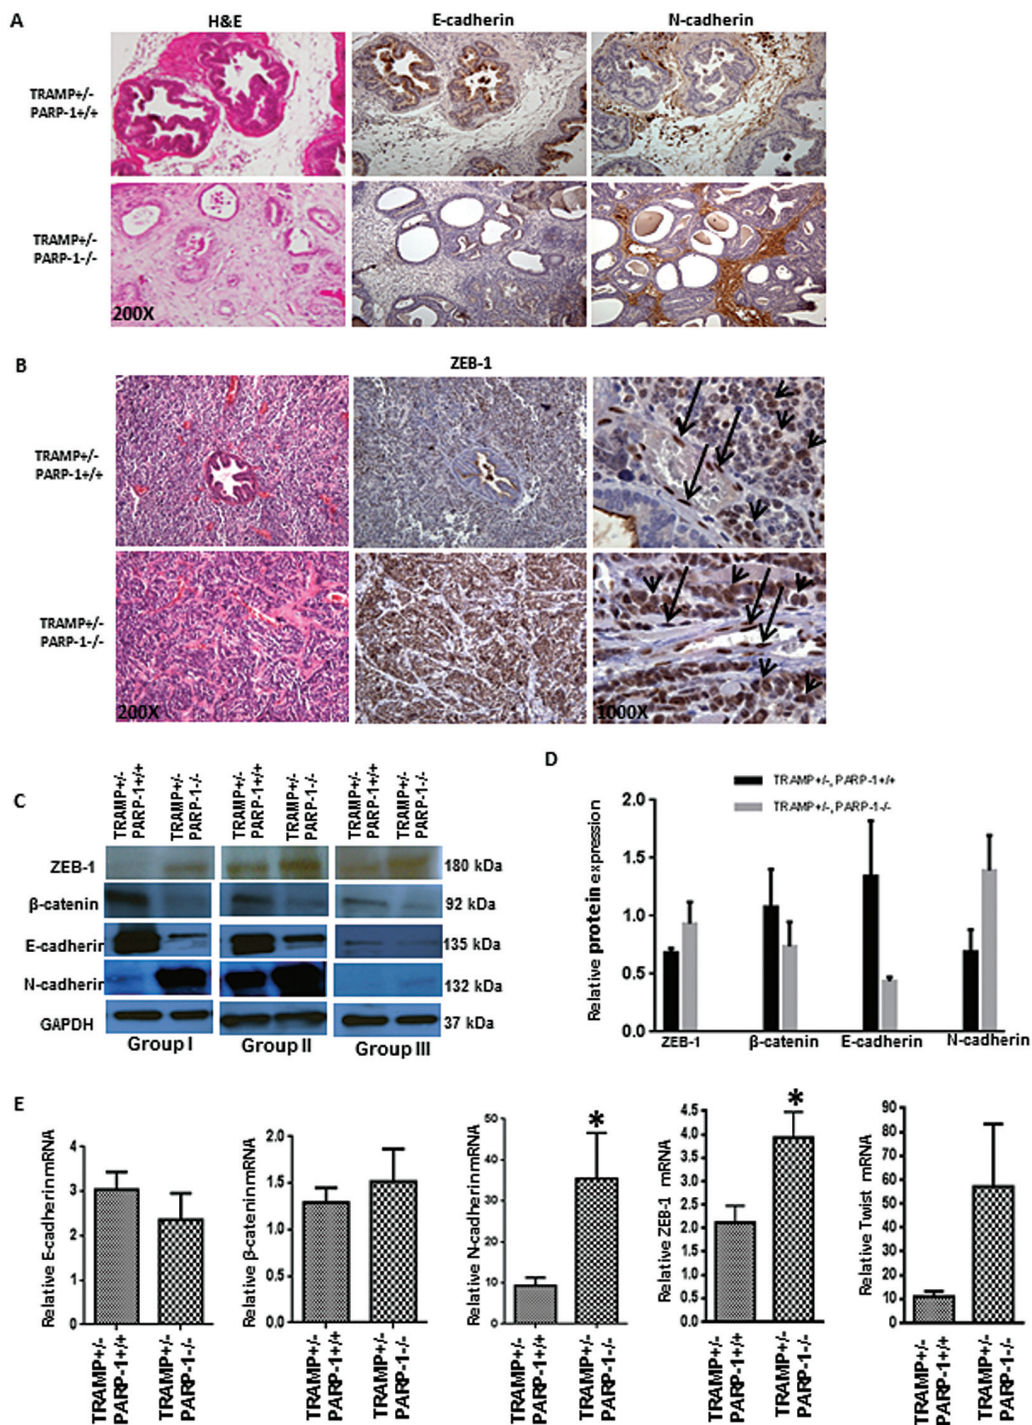 A
H&E
E-cadherin
N-cadherin
TRAMP+/-
PARP-1+/+
TRAMP+/-
PARP-1-/-
200X
B
ZEB-1
TRAMP+/-
PARP-1+/+
TRAMP+/-
PARP-1-/-
200X
1000X
C
TRAMP+/-
PARP-1+/+
TRAMP+/-
PARP-1-/-
TRAMP+/-
PARP-1+/+
TRAMP+/-
PARP-1-/-
TRAMP+/-
PARP-1+/+
TRAMP+/-
PARP-1-/-
ZEB-1
180 kDa
β-catenin
92 kDa
E-cadherin
135 kDa
N-cadherin
132 kDa
GAPDH
37 kDa
Group I
Group II
Group III
D
TRAMP+/-, PARP-1+/+
TRAMP+/-, PARP-1-/-
Relative protein expression
2.0
1.5
1.0
0.5
0.0
ZEB-1
β-catenin
E-cadherin
N-cadherin
E
Relative E-cadherin mRNA
4
3
2
1
0
TRAMP+/-
PARP-1+/+
TRAMP+/-
PARP-1-/-
Relative β-catenin mRNA
2.0
1.5
1.0
0.5
0.0
TRAMP+/-
PARP-1+/+
TRAMP+/-
PARP-1-/-
Relative N-cadherin mRNA
50
40
30
20
10
0
*
TRAMP+/-
PARP-1+/+
TRAMP+/-
PARP-1-/-
Relative ZEB-1 mRNA
4.5
4.0
3.5
3.0
2.5
2.0
1.5
1.0
0.5
0.0
*
TRAMP+/-
PARP-1+/+
TRAMP+/-
PARP-1-/-
Relative Twist mRNA
90
80
70
60
50
40
30
20
10
0
TRAMP+/-
PARP-1+/+
TRAMP+/-
PARP-1-/-